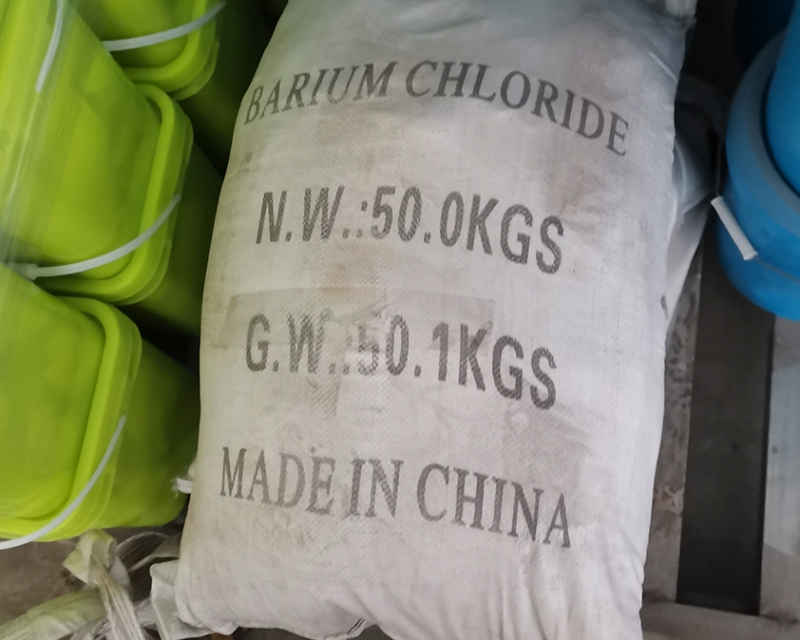 BARIUM CHLORIDE
N.W.:50.0KGS
G.W.:50.1KGS
MADE IN CHINA